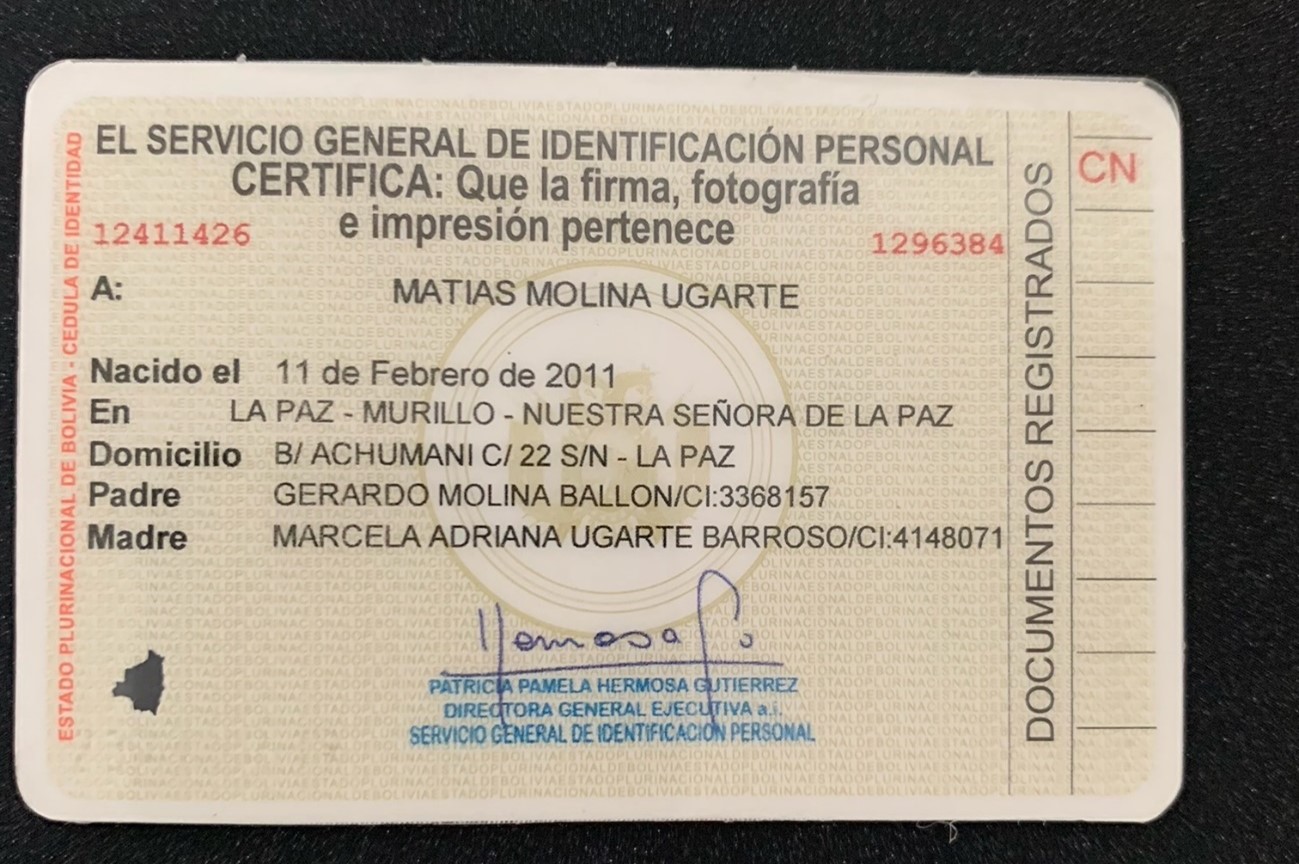 EL SERVICIO GENERAL DE IDENTIFICACIÓN PERSONAL
CERTIFICA: Que la firma, fotografía
e impresión pertenece
12411426
1296384
A: MATIAS MOLINA UGARTE
Nacido el 11 de Febrero de 2011
En LA PAZ - MURILLO - NUESTRA SEÑORA DE LA PAZ
Domicilio B/ ACHUMANI C/ 22 S/N - LA PAZ
Padre GERARDO MOLINA BALLON/CI:3368157
Madre MARCELA ADRIANA UGARTE BARROSO/CI:4148071
PATRICIA PAMELA HERMOSA GUTIERREZ
DIRECTORA GENERAL EJECUTIVA a.i.
SERVICIO GENERAL DE IDENTIFICACIÓN PERSONAL
ESTADO PLURINACIONAL DE BOLIVIA - CEDULA DE IDENTIDAD
DOCUMENTOS REGISTRADOS
CN